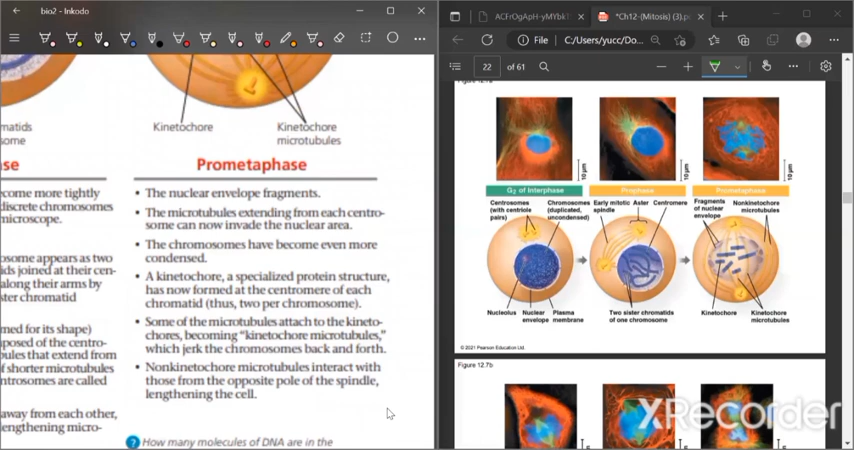 bio2 - Inkodo
Kinetochore
Kinetochore
microtubules
matids
some
ase
Prometaphase
ecome more tightly
discrete chromosomes
microscope.
osome appears as two
ids joined at their cen-
along their arms by
ster chromatid
med for its shape)
posed of the centro-
bules that extend from
f shorter microtubules
ntrosomes are called
away from each other,
lengthening micro-
• The nuclear envelope fragments.
• The microtubules extending from each centro-
some can now invade the nuclear area.
• The chromosomes have become even more
condensed.
• A kinetochore, a specialized protein structure,
has now formed at the centromere of each
chromatid (thus, two per chromosome).
• Some of the microtubules attach to the kineto-
chores, becoming “kinetochore microtubules,”
which jerk the chromosomes back and forth.
• Nonkinetochore microtubules interact with
those from the opposite pole of the spindle,
lengthening the cell.
? How many molecules of DNA are in the
*Ch12-(Mitosis) (3).pdf
File
C:/Users/yucc/Do...
22 of 61
10 µm
10 µm
10 µm
G2 of Interphase
Prophase
Prometaphase
Centrosomes
(with centriole
pairs)
Chromosomes
(duplicated,
uncondensed)
Early mitotic
spindle
Aster
Centromere
Fragments
of nuclear
envelope
Nonkinetochore
microtubules
Nucleolus
Nuclear
envelope
Plasma
membrane
Two sister chromatids
of one chromosome
Kinetochore
Kinetochore
microtubules
© 2021 Pearson Education Ltd.
Figure 12.7b
XRecorder